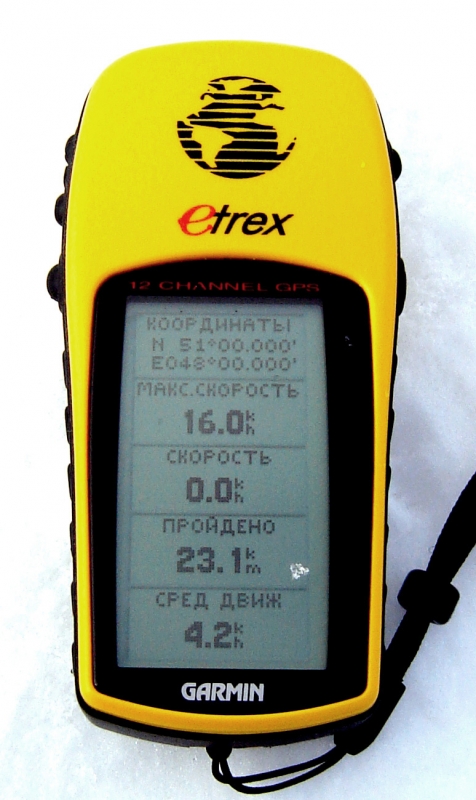 etrex
12 CHANNEL GPS
КООРДИНАТЫ
N 51°00.000'
E048°00.000'
МАКС.СКОРОСТЬ
16.0 k/h
СКОРОСТЬ
0.0 k/h
ПРОЙДЕНО
23.1 km
СРЕД ДВИЖ
4.2 k/h
GARMIN